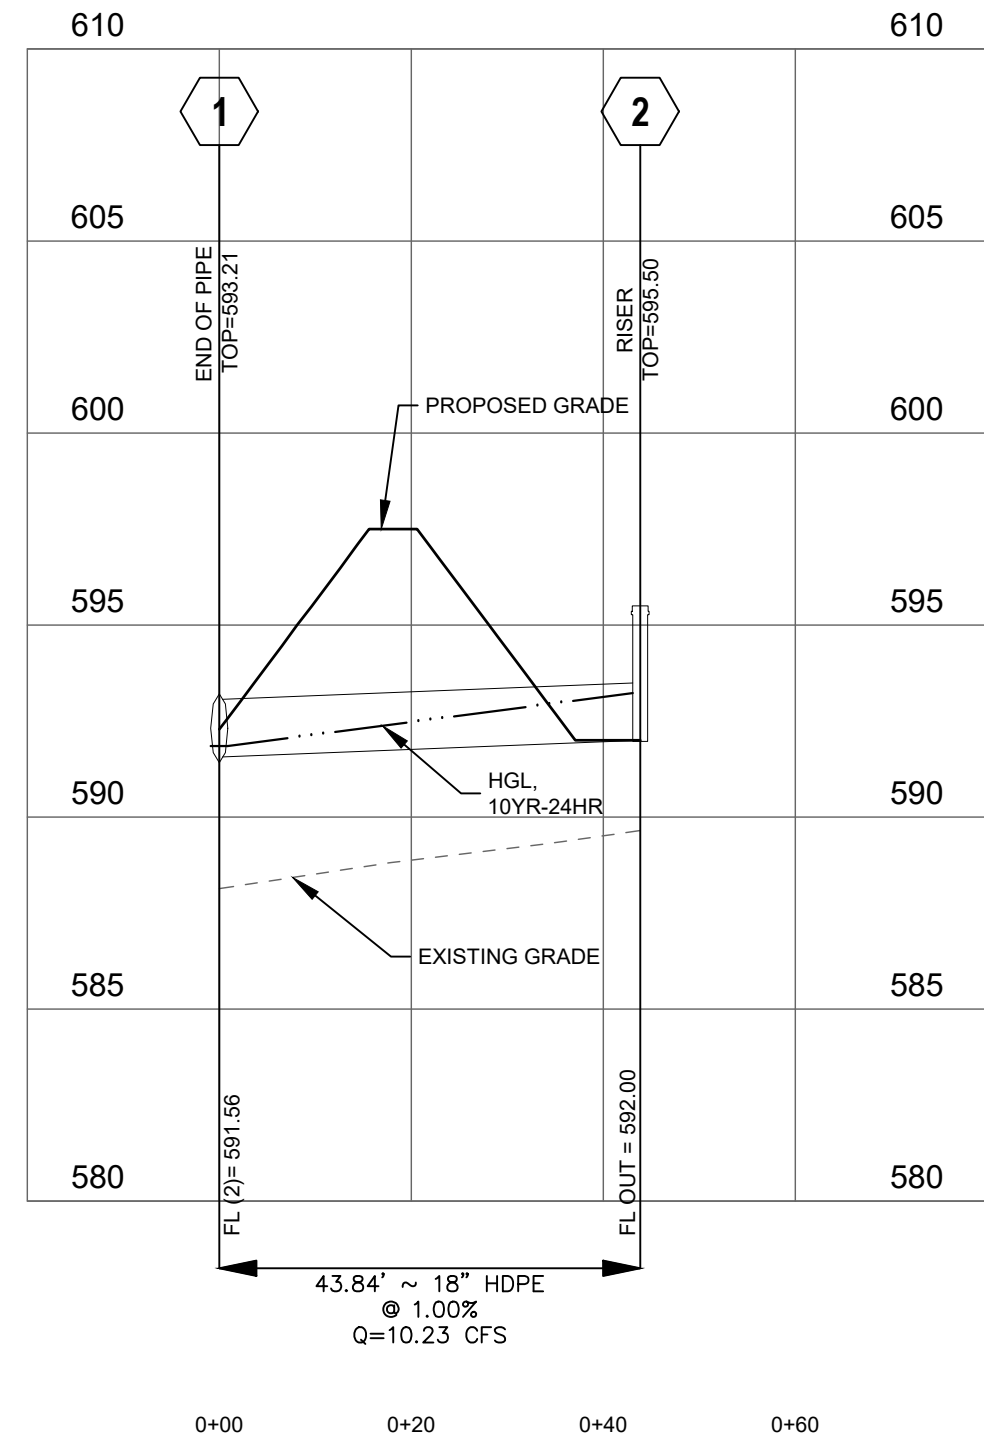 610
610
1
2
605
605
END OF PIPE
TOP=593.21
RISER
TOP=595.50
600
600
PROPOSED GRADE
595
595
HGL,
10YR-24HR
590
590
EXISTING GRADE
585
585
FL (2)= 591.56
FL OUT = 592.00
580
580
43.84' ~ 18" HDPE
@ 1.00%
Q=10.23 CFS
0+00 0+20 0+40 0+60